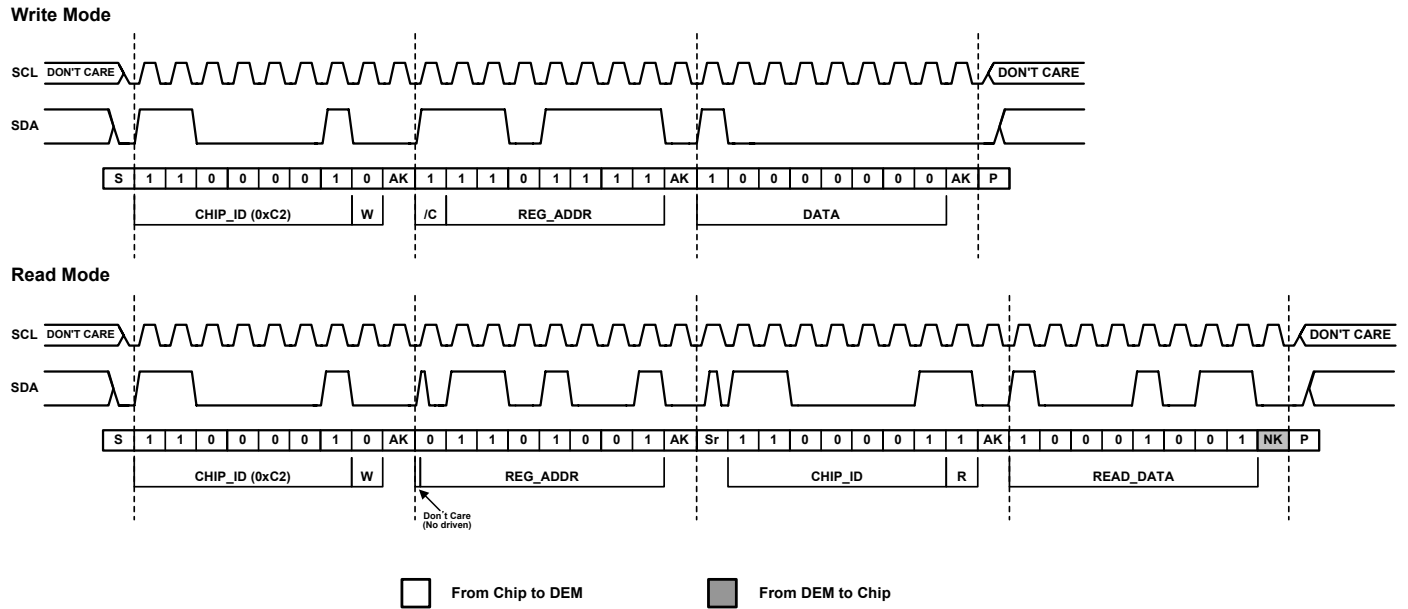 Write Mode
SCL DON'T CARE DON'T CARE
SDA
S 1 1 0 0 0 0 1 0 AK 1 1 1 0 1 1 1 1 AK 1 0 0 0 0 0 0 0 AK P
CHIP_ID (0xC2) W /C REG_ADDR DATA
Read Mode
SCL DON'T CARE DON'T CARE
SDA
S 1 1 0 0 0 0 1 0 AK 0 1 1 0 1 0 0 1 AK Sr 1 1 0 0 0 0 1 1 AK 1 0 0 0 1 0 0 1 NK P
CHIP_ID (0xC2) W REG_ADDR CHIP_ID R READ_DATA
Don`t Care
(No driven)
From Chip to DEM From DEM to Chip